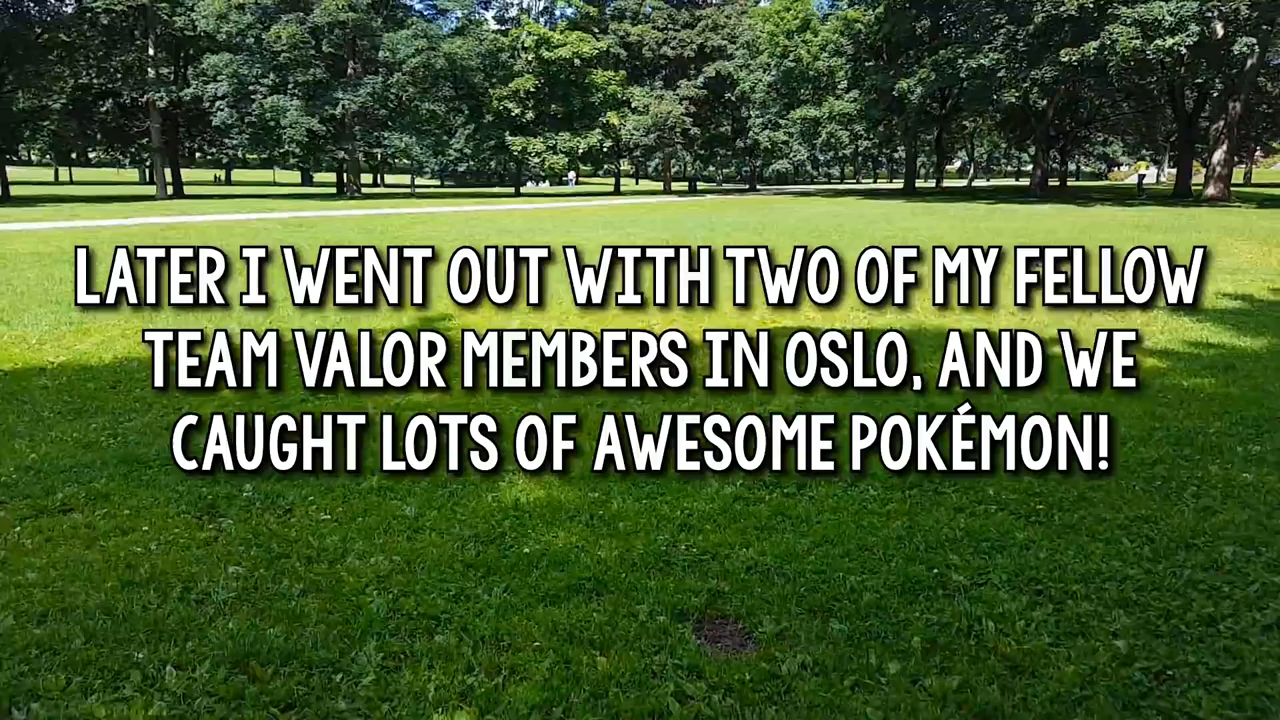 LATER I WENT OUT WITH TWO OF MY FELLOW
TEAM VALOR MEMBERS IN OSLO, AND WE
CAUGHT LOTS OF AWESOME POKÉMON!